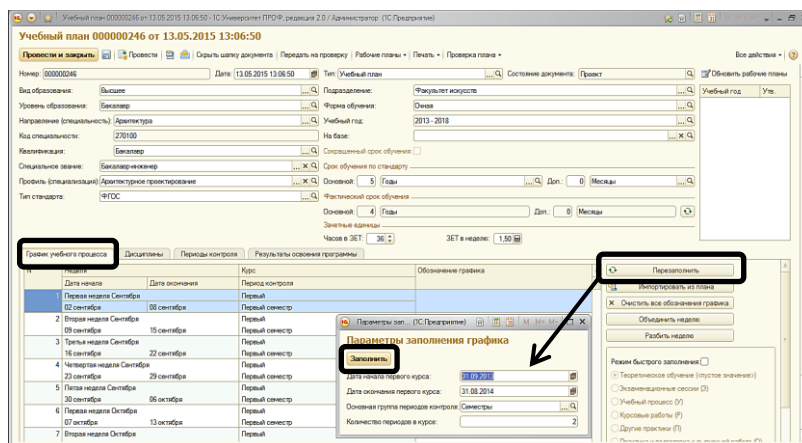 Учебный план 000000246 от 13.05.2015 13:06:50 - 1С:Университет ПРОФ, редакция 2.0 / Администратор (1С:Предприятие)
Учебный план 000000246 от 13.05.2015 13:06:50
Провести и закрыть Провести Скрыть шапку документа Передать на проверку Рабочие планы Печать Проверка плана Все действия
Номер: 000000246 Дата: 13.05.2015 13:06:50 Тип: Учебный план Состояние документа: Проект Обновить рабочие планы
Вид образования: Высшее Подразделение: Факультет искусств Учебный год Утв.
Уровень образования: Бакалавр Форма обучения: Очная
Направление (специальность): Архитектура Учебный год: 2013 - 2018
Код специальности: 270100 На базе:
Квалификация: Бакалавр Сокращенный срок обучения:
Специальное звание: Бакалавр-инженер Срок обучения по стандарту
Профиль (специализация): Архитектурное проектирование Основной: 5 Годы Доп.: 0 Месяцы
Тип стандарта: ФГОС Фактический срок обучения
Основной: 4 Годы Доп.: 0 Месяцы
Зачетные единицы
Часов в ЗЕТ: 36 ЗЕТ в неделю: 1,50
График учебного процесса Дисциплины Периоды контроля Результаты освоения программы
N Неделя Курс Обозначение графика Перезаполнить
Дата начала Дата окончания Период контроля Импортировать из плана
1 Первая неделя Сентября Первый Очистить все обозначения графика
02 сентября 08 сентября Первый семестр
2 Вторая неделя Сентября Первый Объединить неделю
09 сентября 15 сентября Первый семестр Разбить неделю
3 Третья неделя Сентября Первый
16 сентября 22 сентября Первый семестр
4 Четвертая неделя Сентября Первый
23 сентября 29 сентября Первый семестр
5 Пятая неделя Сентября Первый
30 сентября 06 октября Первый семестр
6 Первая неделя Октября Первый
07 октября 13 октября Первый семестр
7 Вторая неделя Октября Первый
Параметры зап... (1С:Предприятие) M M+ M-
Параметры заполнения графика
Заполнить
Дата начала первого курса: 31.09.2013
Дата окончания первого курса: 31.08.2014
Основная группа периодов контроля: Семестры
Количество периодов в курсе: 2
Режим быстрого заполнения:
Теоретическое обучение (<пустое значение>)
Экзаменационные сессии (Э)
Учебный процесс (У)
Курсовые работы (Р)
Другие практики (П)